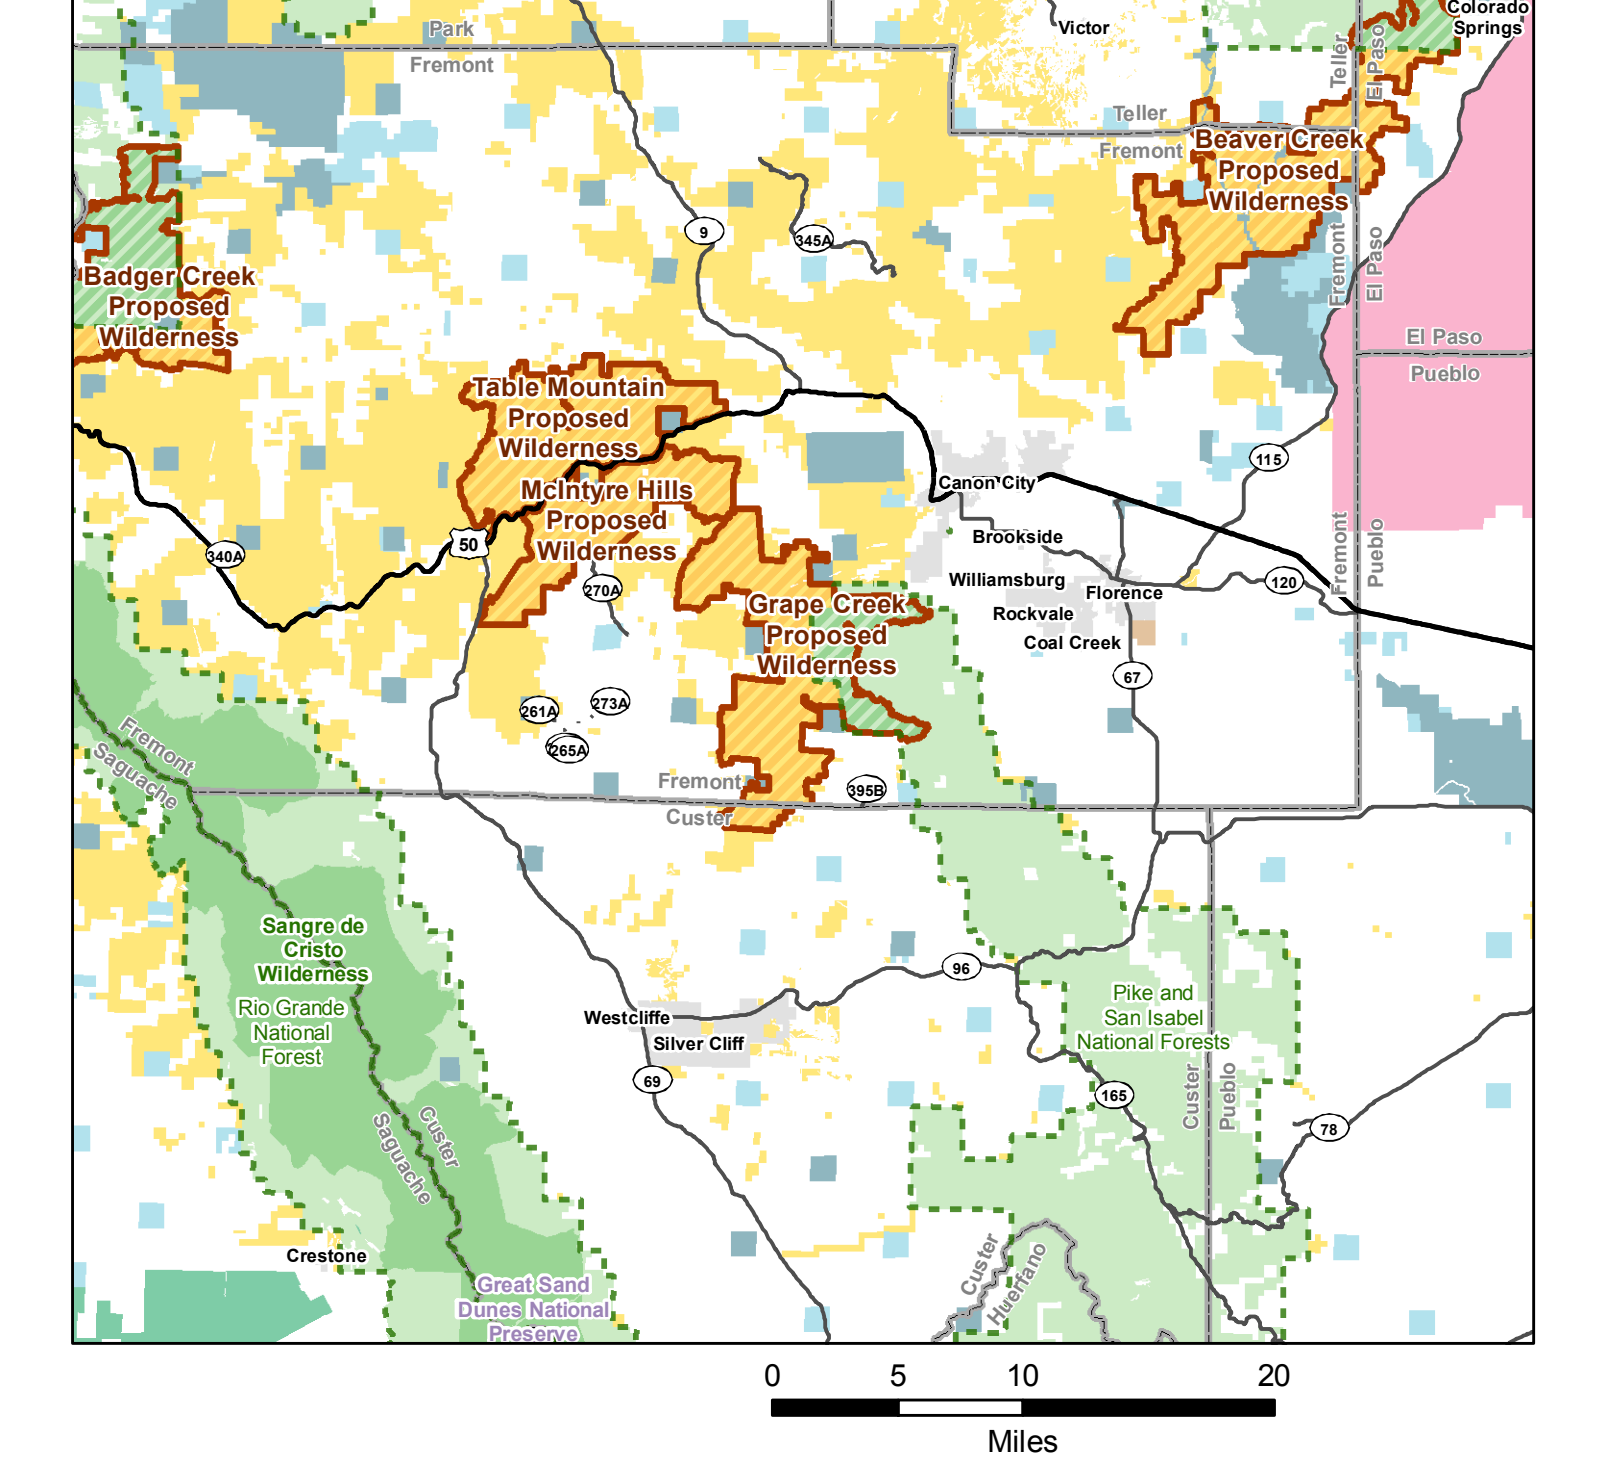 Colorado
Springs
Park
Fremont
Victor
Teller
El Paso
Teller
Fremont
Beaver Creek
Proposed
Wilderness
9
345A
Fremont
El Paso
Badger Creek
Proposed
Wilderness
El Paso
Pueblo
Table Mountain
Proposed
Wilderness
115
McIntyre Hills
Proposed
Wilderness
Canon City
50
340A
Brookside
Fremont
Pueblo
Williamsburg
120
270A
Florence
Grape Creek
Proposed
Wilderness
Rockvale
Coal Creek
67
261A
273A
265A
Fremont
Saguache
Fremont
Custer
395B
Sangre de
Cristo
Wilderness
Rio Grande
National
Forest
96
Pike and
San Isabel
National Forests
Westcliffe
Silver Cliff
69
165
Custer
Pueblo
78
Custer
Saguache
Crestone
Custer
Huerfano
Great Sand
Dunes National
Preserve
0 5 10 20
Miles